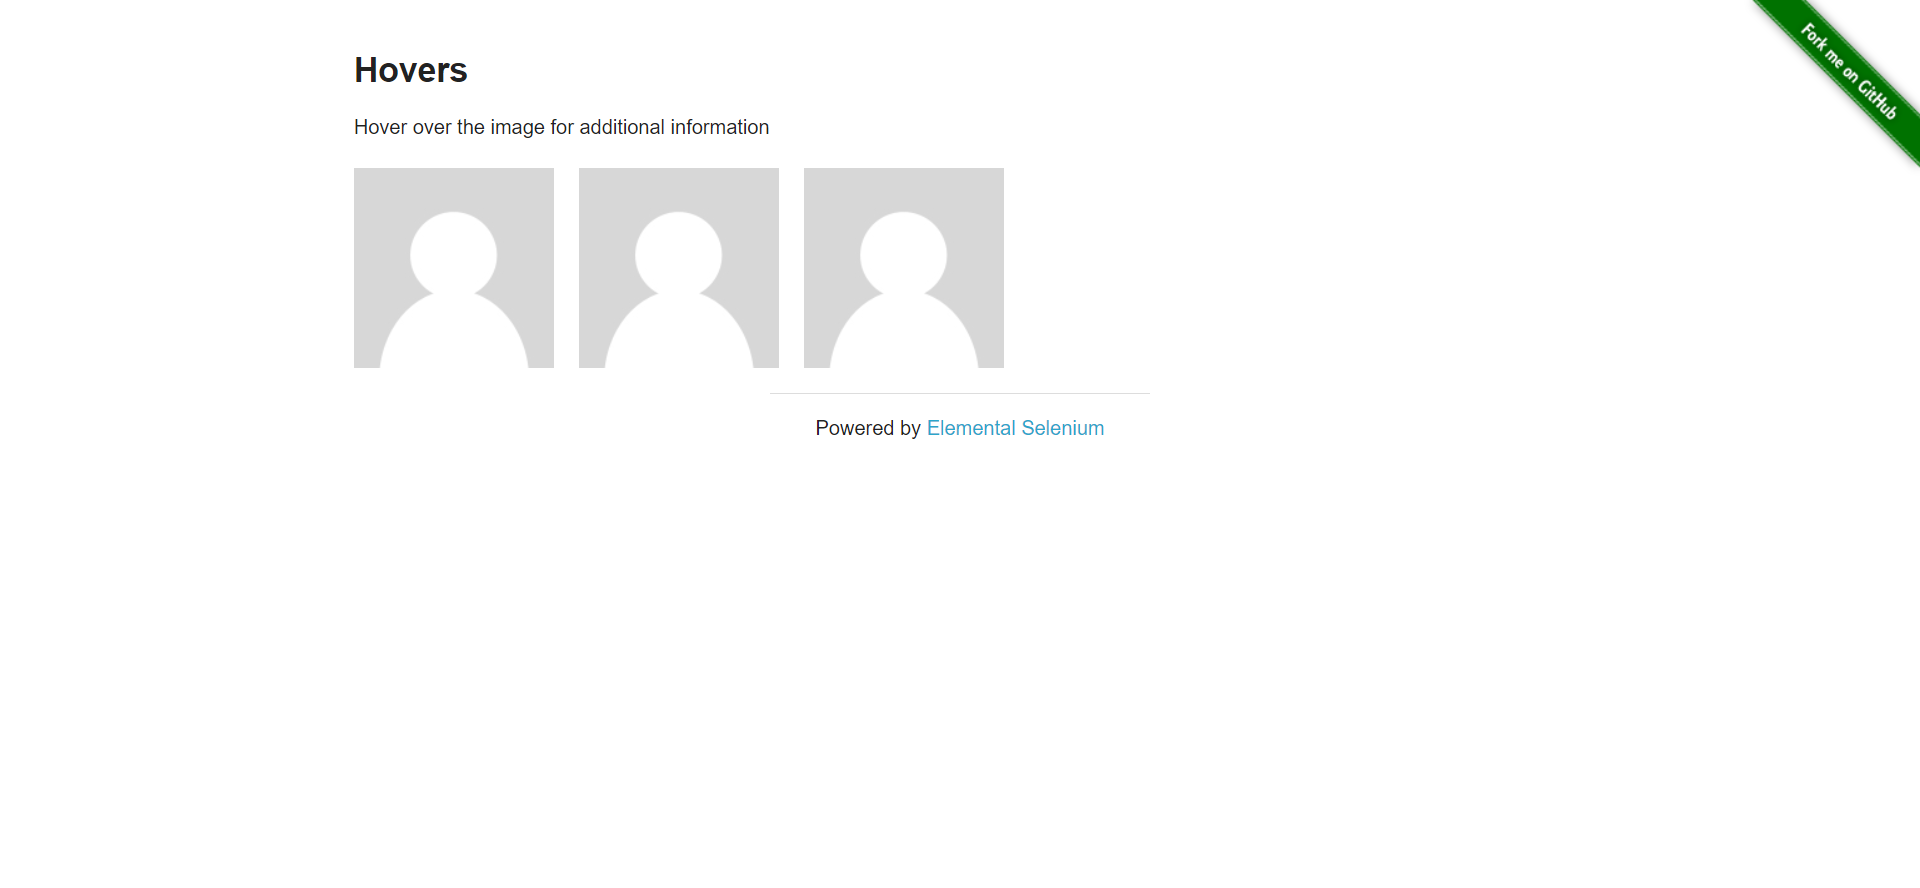 Hovers
Hover over the image for additional information
Powered by Elemental Selenium
Fork me on GitHub